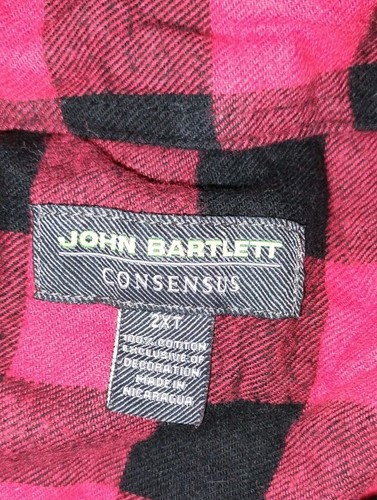 JOHN BARTLETT
CONSENSUS
2XT
100% COTTON
EXCLUSIVE OF
DECORATION
MADE IN
NICARAGUA